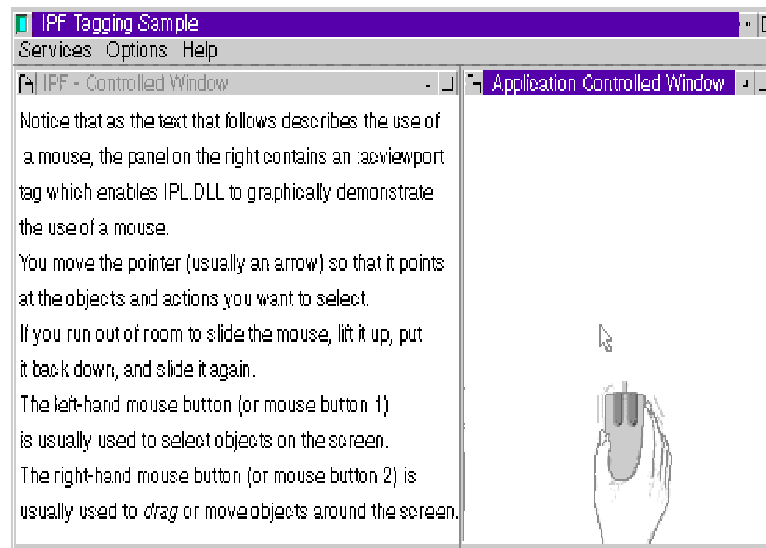 IPF Tagging Sample
Services Options Help
IPF - Controlled Window
Application Controlled Window
Notice that as the text that follows describes the use of
a mouse, the panel on the right contains an :acviewport
tag which enables IPL.DLL to graphically demonstrate
the use of a mouse.
You move the pointer (usually an arrow) so that it points
at the objects and actions you want to select.
If you run out of room to slide the mouse, lift it up, put
it back down, and slide it again.
The left-hand mouse button (or mouse button 1)
is usually used to select objects on the screen.
The right-hand mouse button (or mouse button 2) is
usually used to drag or move objects around the screen.